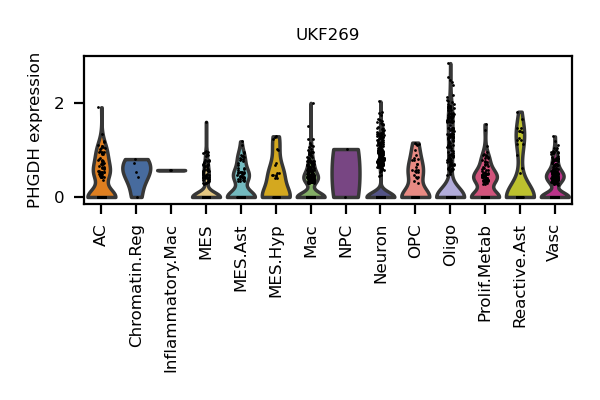 UKF269
PHGDH expression
2
0
AC
Chromatin.Reg
Inflammatory.Mac
MES
MES.Ast
MES.Hyp
Mac
NPC
Neuron
OPC
Oligo
Prolif.Metab
Reactive.Ast
Vasc